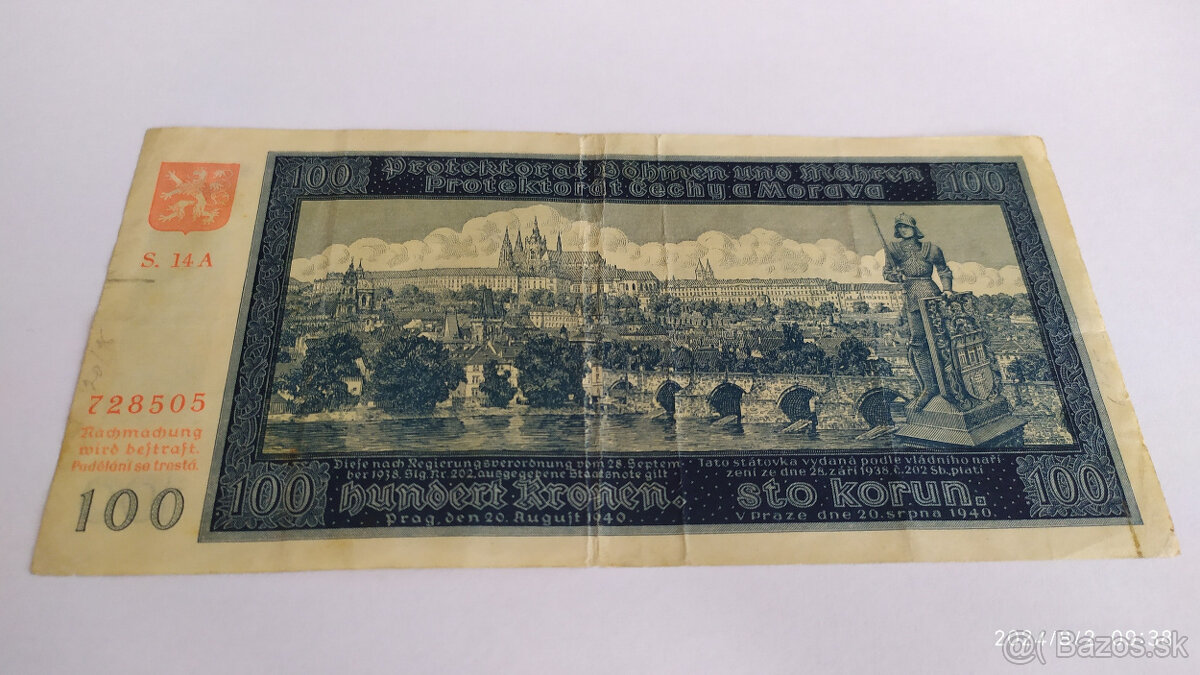 100
Protektorat Böhmen und Mähren
Protektorát Čechy a Morava
100
S. 14A
728505
Nachmachung
wird bestraft.
Padělání se trestá.
100
100
Diese nach Regierungsverordnung vom 28. Septem-
ber 1938. Slg. Nr. 202, ausgegebene Staatsnote gilt -
hundert Kronen.
Prag, den 20. August 1940.
Tato státovka vydaná podle vládního naří
zení ze dne 28. září 1938, č. 202 Sb., platí
sto korun.
V Praze dne 20. srpna 1940.
100
@( Bazos.sk